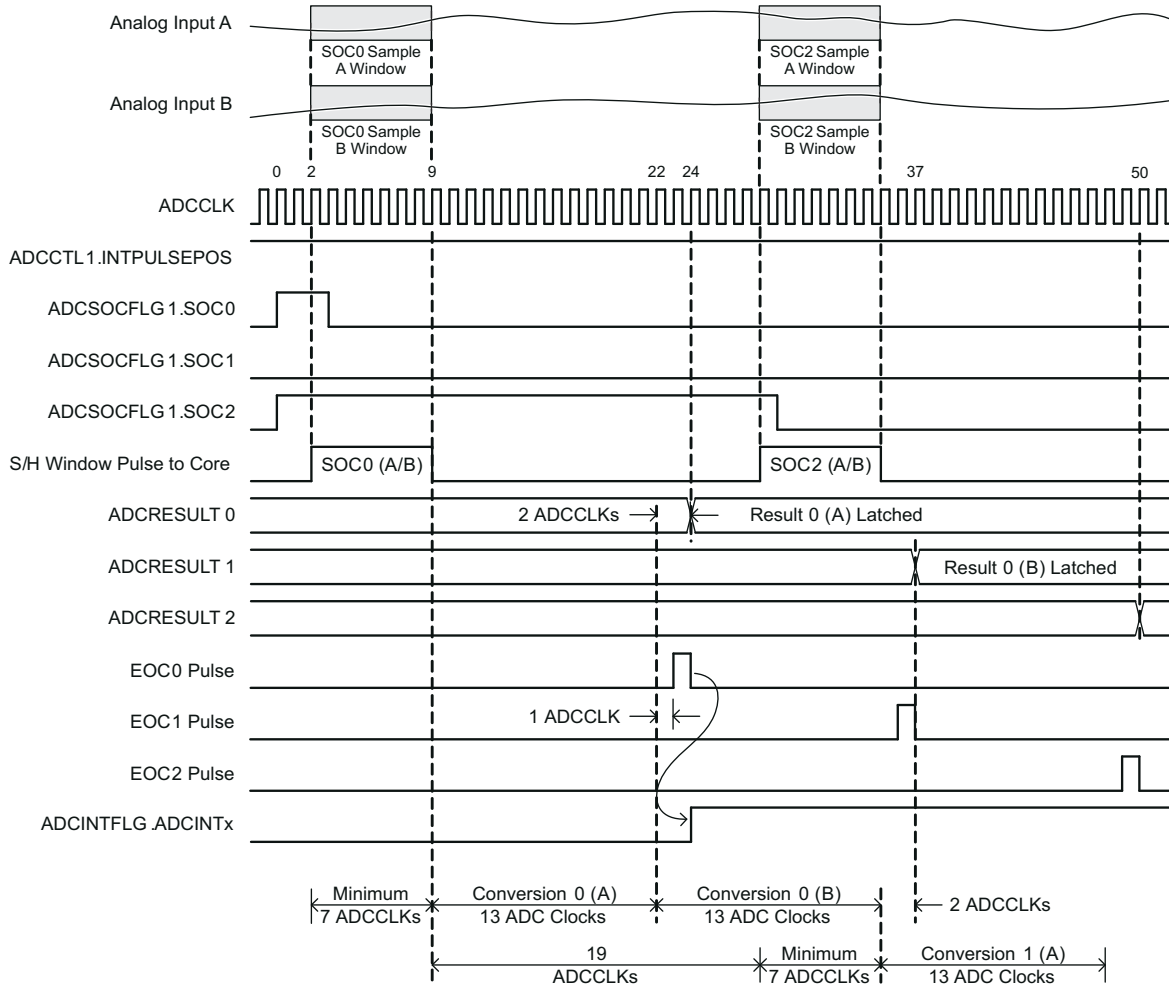 Analog Input A
SOC0 Sample
A Window
SOC2 Sample
A Window
Analog Input B
SOC0 Sample
B Window
SOC2 Sample
B Window
0 2 9 22 24 37 50
ADCCLK
ADCCTL1.INTPULSEPOS
ADCSOCFLG1.SOC0
ADCSOCFLG1.SOC1
ADCSOCFLG1.SOC2
S/H Window Pulse to Core
SOC0 (A/B)
SOC2 (A/B)
ADCRESULT 0
2 ADCCLKs
Result 0 (A) Latched
ADCRESULT 1
Result 0 (B) Latched
ADCRESULT 2
EOC0 Pulse
EOC1 Pulse
1 ADCCLK
EOC2 Pulse
ADCINTFLG.ADCINTx
Minimum
7 ADCCLKs
Conversion 0 (A)
13 ADC Clocks
Conversion 0 (B)
13 ADC Clocks
2 ADCCLKs
19
ADCCLKs
Minimum
7 ADCCLKs
Conversion 1 (A)
13 ADC Clocks